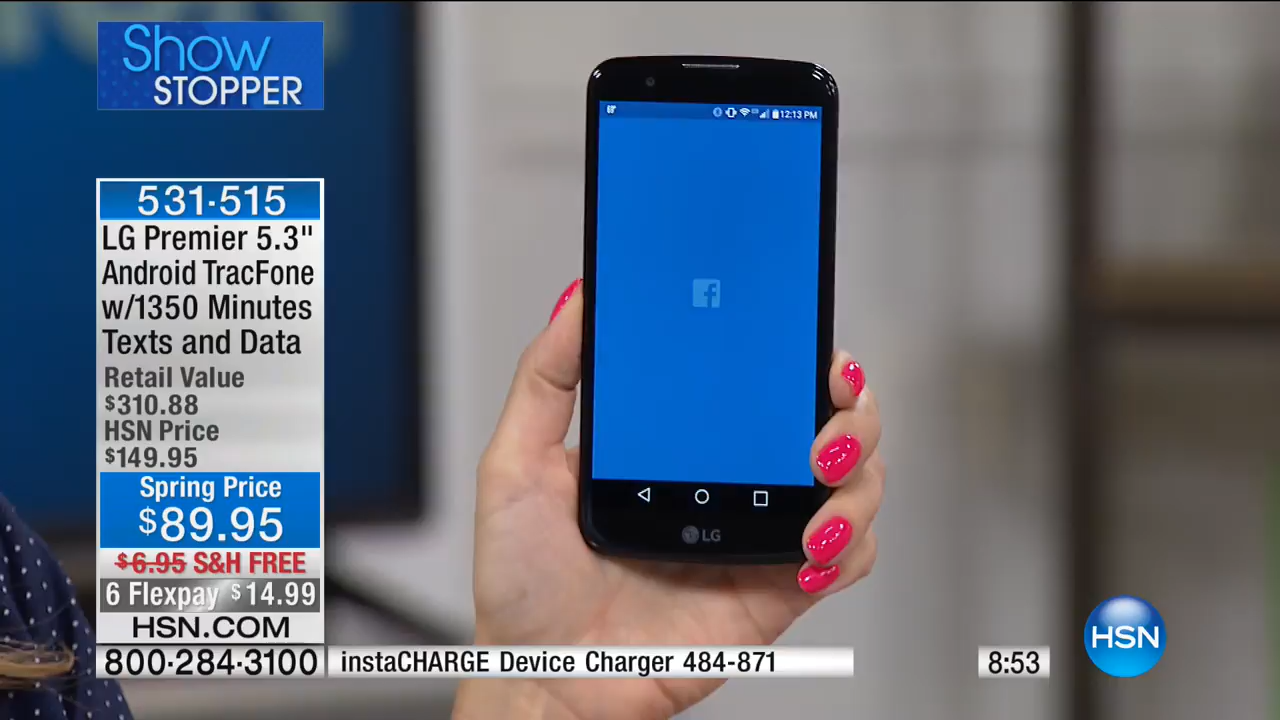 Show
STOPPER
531-515
LG Premier 5.3"
Android TracFone
w/1350 Minutes
Texts and Data
Retail Value
$310.88
HSN Price
$149.95
Spring Price
$89.95
$6.95 S&H FREE
6 Flexpay $14.99
HSN.COM
800-284-3100
instaCHARGE Device Charger 484-871
8:53
HSN
12:13 PM
LG